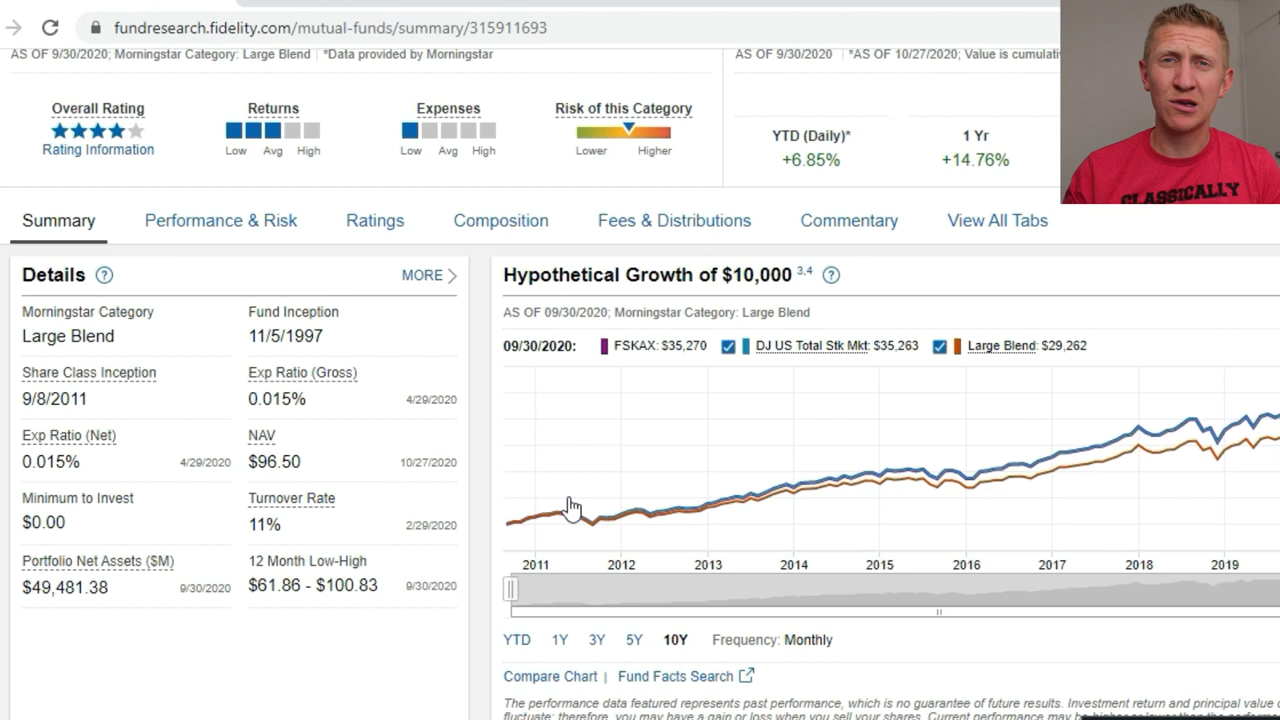 fundresearch.fidelity.com/mutual-funds/summary/315911693
AS OF 9/30/2020; Morningstar Category: Large Blend | *Data provided by Morningstar
AS OF 9/30/2020 | *AS OF 10/27/2020; Value is cumulati
Overall Rating
Rating Information
Returns
Low Avg High
Expenses
Low Avg High
Risk of this Category
Lower Higher
YTD (Daily)*
+6.85%
1 Yr
+14.76%
CLASSICALLY
Summary Performance & Risk Ratings Composition Fees & Distributions Commentary View All Tabs
Details ? MORE
Morningstar Category
Large Blend
Fund Inception
11/5/1997
Share Class Inception
9/8/2011
Exp Ratio (Gross)
0.015% 4/29/2020
Exp Ratio (Net)
0.015% 4/29/2020
NAV
$96.50 10/27/2020
Minimum to Invest
$0.00
Turnover Rate
11% 2/29/2020
Portfolio Net Assets ($M)
$49,481.38 9/30/2020
12 Month Low-High
$61.86 - $100.83 9/30/2020
Hypothetical Growth of $10,000 3,4 ?
AS OF 09/30/2020; Morningstar Category: Large Blend
09/30/2020: FSKAX: $35,270 DJ US Total Stk Mkt: $35,263 Large Blend: $29,262
2011 2012 2013 2014 2015 2016 2017 2018 2019
YTD 1Y 3Y 5Y 10Y Frequency: Monthly
Compare Chart | Fund Facts Search
The performance data featured represents past performance, which is no guarantee of future results. Investment return and principal value
fluctuate; therefore, you may have a gain or loss when you sell your shares. Current performance may